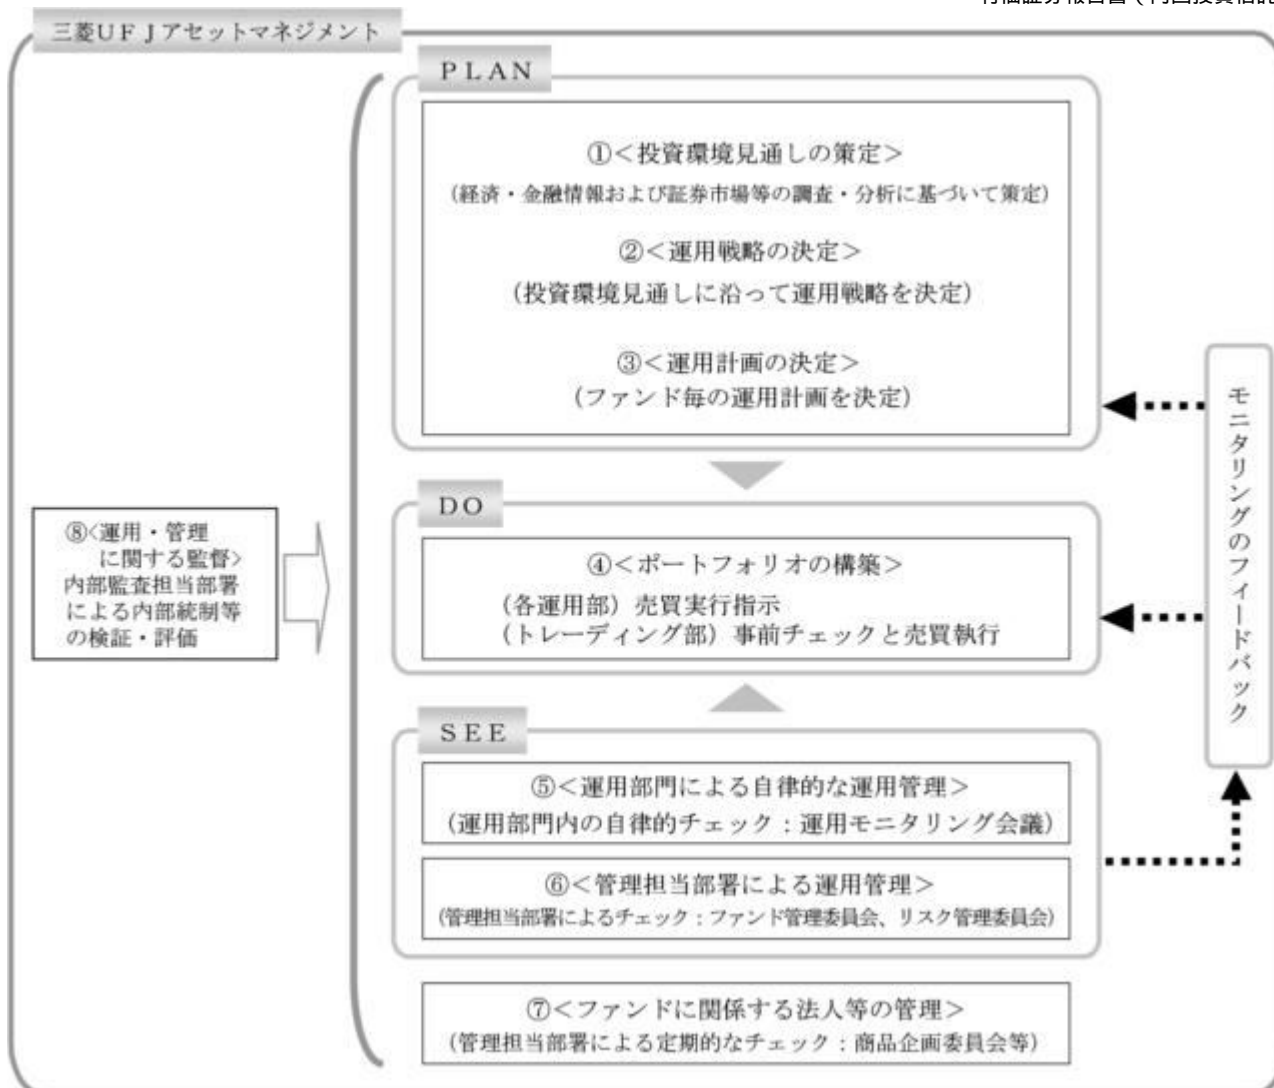 三菱ＵＦＪアセットマネジメント
ＰＬＡＮ
①＜投資環境見通しの策定＞
（経済・金融情報および証券市場等の調査・分析に基づいて策定）
②＜運用戦略の決定＞
（投資環境見通しに沿って運用戦略を決定）
③＜運用計画の決定＞
（ファンド毎の運用計画を決定）
ＤＯ
④＜ポートフォリオの構築＞
（各運用部）売買実行指示
（トレーディング部）事前チェックと売買執行
ＳＥＥ
⑤＜運用部門による自律的な運用管理＞
（運用部門内の自律的チェック：運用モニタリング会議）
⑥＜管理担当部署による運用管理＞
（管理担当部署によるチェック：ファンド管理委員会、リスク管理委員会）
⑦＜ファンドに関係する法人等の管理＞
（管理担当部署による定期的なチェック：商品企画委員会等）
⑧＜運用・管理
に関する監督＞
内部監査担当部署
による内部統制等
の検証・評価
モニタリングのフィードバック